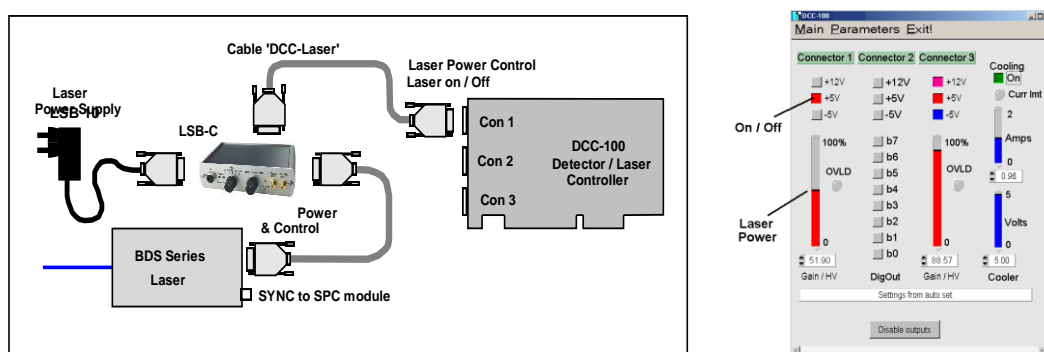 Cable 'DCC-Laser'
Laser Power Control
Laser on / Off
Laser
Power Supply
LSB-10
LSB-C
Con 1
Con 2
Con 3
DCC-100
Detector / Laser
Controller
Power
& Control
BDS Series
Laser
SYNC to SPC module
On / Off
Laser
Power
DCC-100
Main Parameters Exit!
Connector 1 Connector 2 Connector 3
Cooling
On
Curr lmt
+12V +12V +12V
+5V +5V +5V
-5V -5V -5V
2
Amps
0
0.96
100%
OVLD
0
51.90
Gain / HV
b7
b6
b5
b4
b3
b2
b1
b0
DigOut
100%
OVLD
0
88.57
Gain / HV
5
Volts
0
5.00
Cooler
Settings from auto.set
Disable outputs